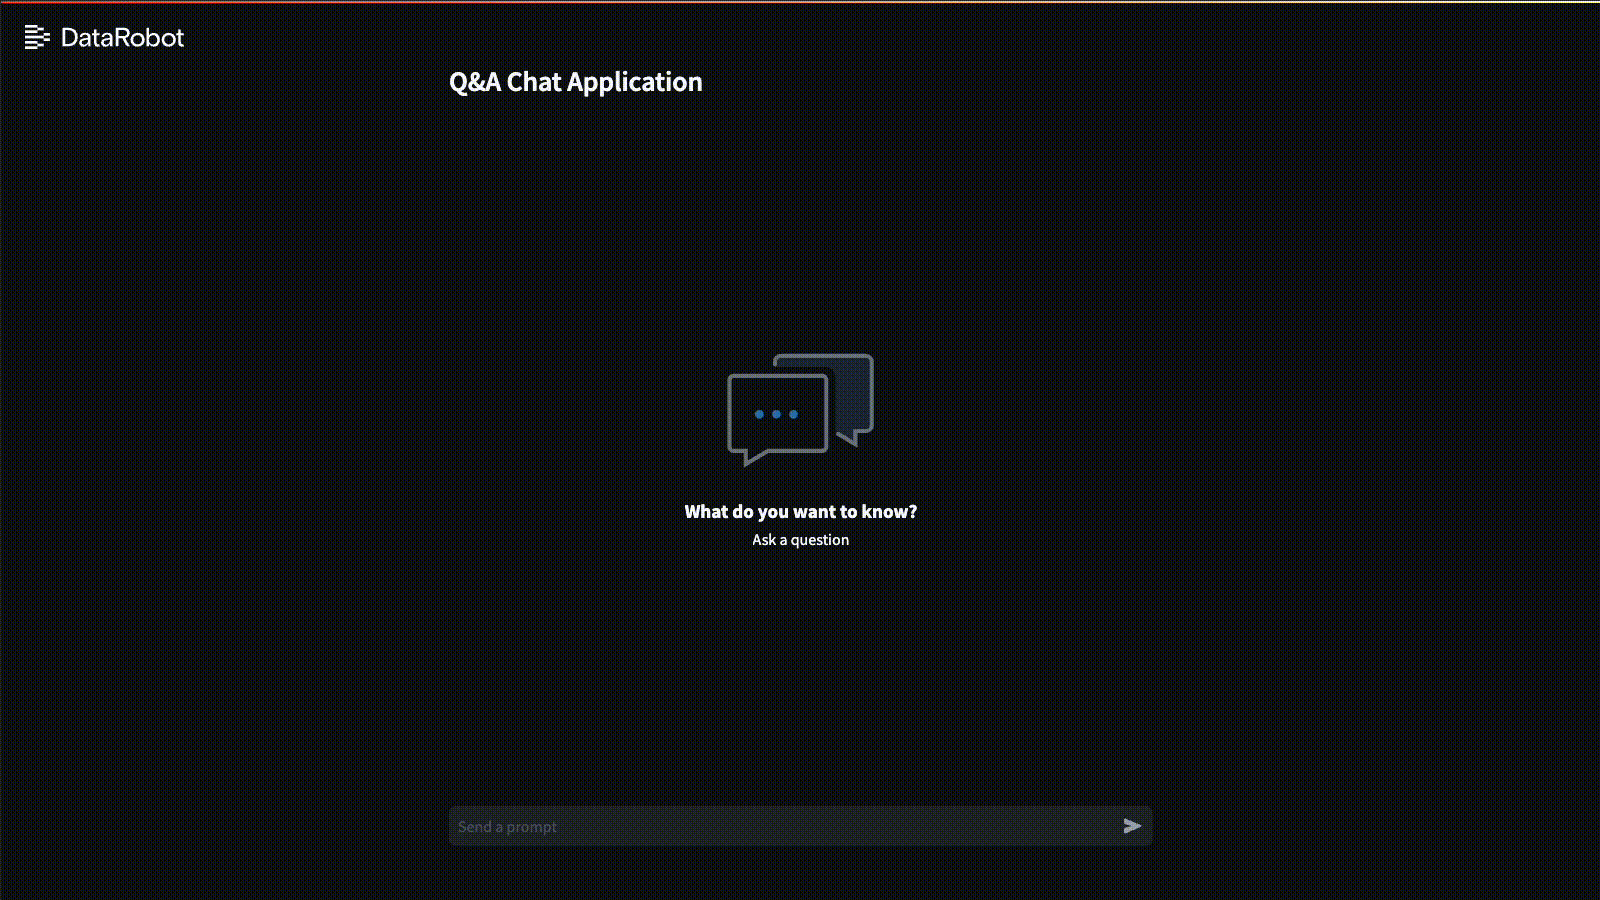 DataRobot
Q&A Chat Application
What do you want to know?
Ask a question
Send a prompt